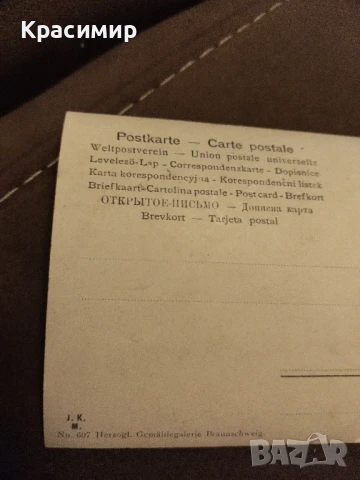 Красимир
Postkarte — Carte postale
Weltpostverein — Union postale universelle
Levelező-Lap - Correspondenzkarte - Dopisnice
Karta korespondencyjna - Korespondenční lístek
Briefkaart - Cartolina postale - Post card - Brefkort
ОТКРЫТОЕ-ПИСЬМО — Дописна карта
Brevkort — Tarjeta postal
J. K.
M.
No. 607 Herzogl. Gemäldegalerie Braunschweig.
bazar